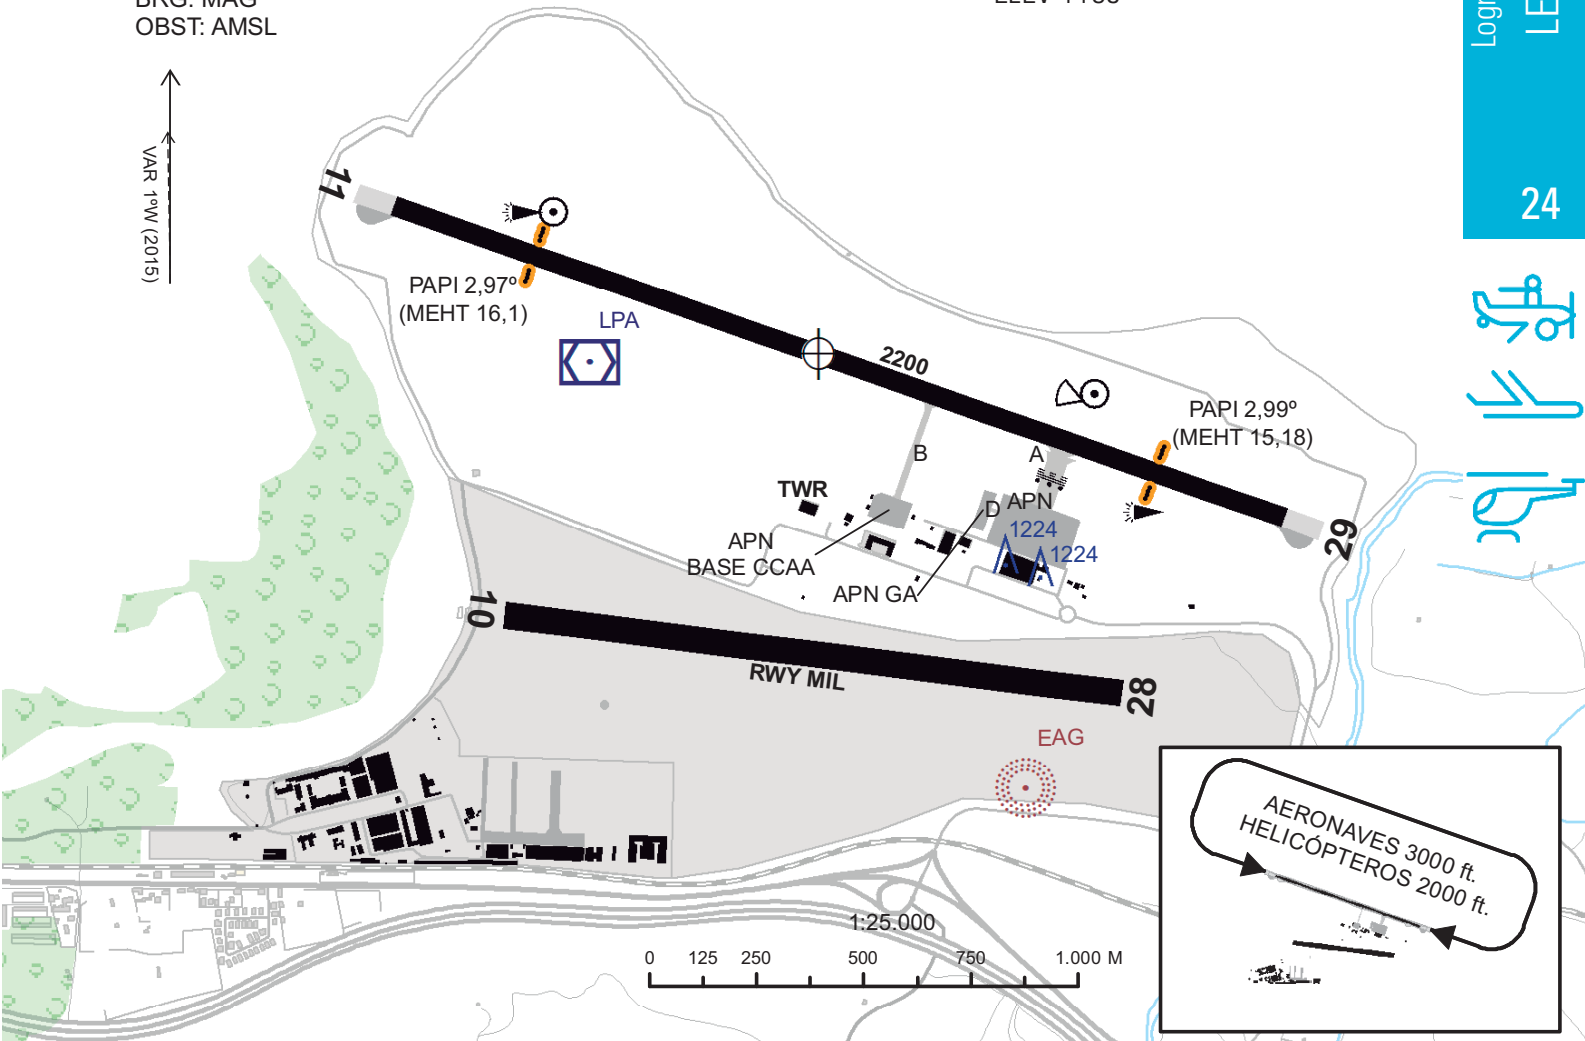 OBST: AMSL
VAR 1ºW (2015)
11
PAPI 2,97º
(MEHT 16,1)
LPA
2200
PAPI 2,99º
(MEHT 15,18)
B
A
TWR
D
APN
1224
1224
APN
BASE CCAA
APN GA
29
10
RWY MIL
28
EAG
AERONAVES 3000 ft.
HELICÓPTEROS 2000 ft.
1:25.000
0 125 250 500 750 1.000 M
24